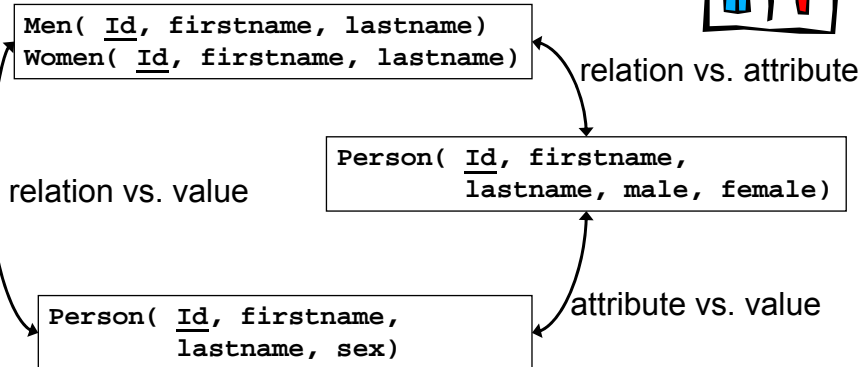 Men( Id, firstname, lastname)
Women( Id, firstname, lastname)
relation vs. attribute
Person( Id, firstname,
lastname, male, female)
relation vs. value
attribute vs. value
Person( Id, firstname,
lastname, sex)